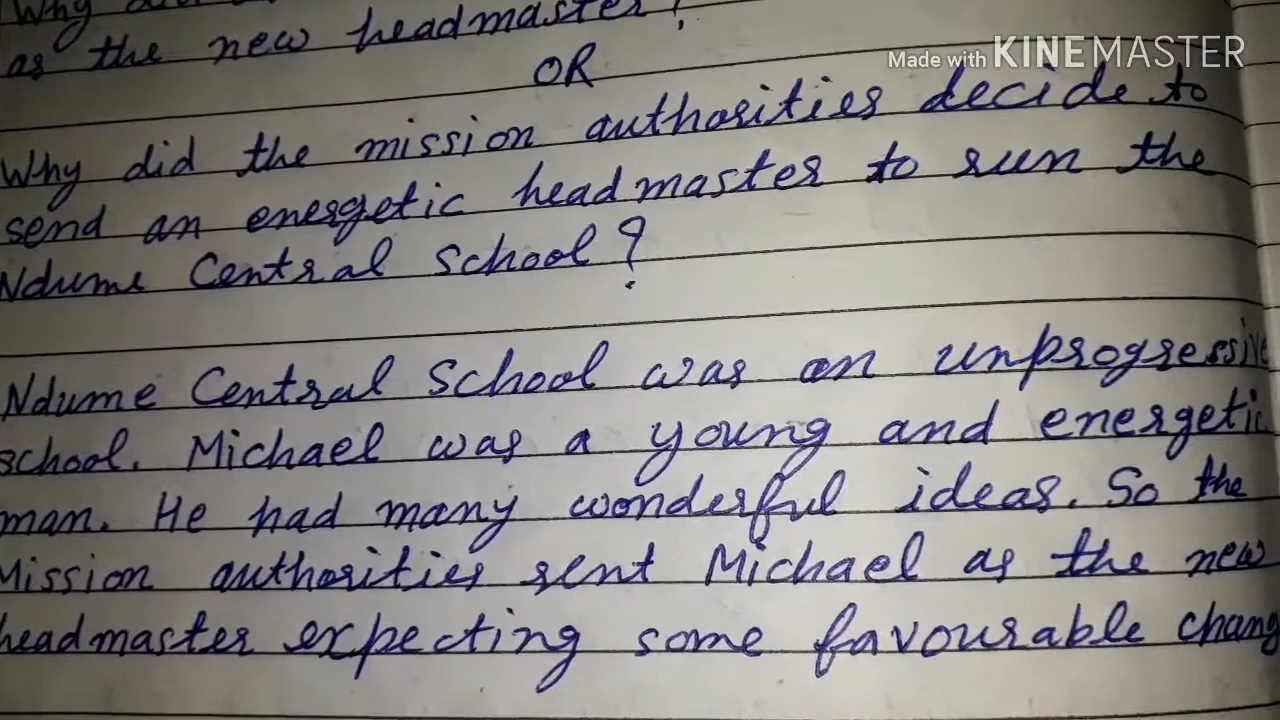 Why
as the new headmaster?
Made with KINEMASTER
OR
Why did the mission authorities decide to
send an energetic headmaster to run the
Ndume Central School?
Ndume Central School was an unprogressive
school. Michael was a young and energetic
man. He had many wonderful ideas. So the
Mission authorities sent Michael as the new
headmaster expecting some favourable chang